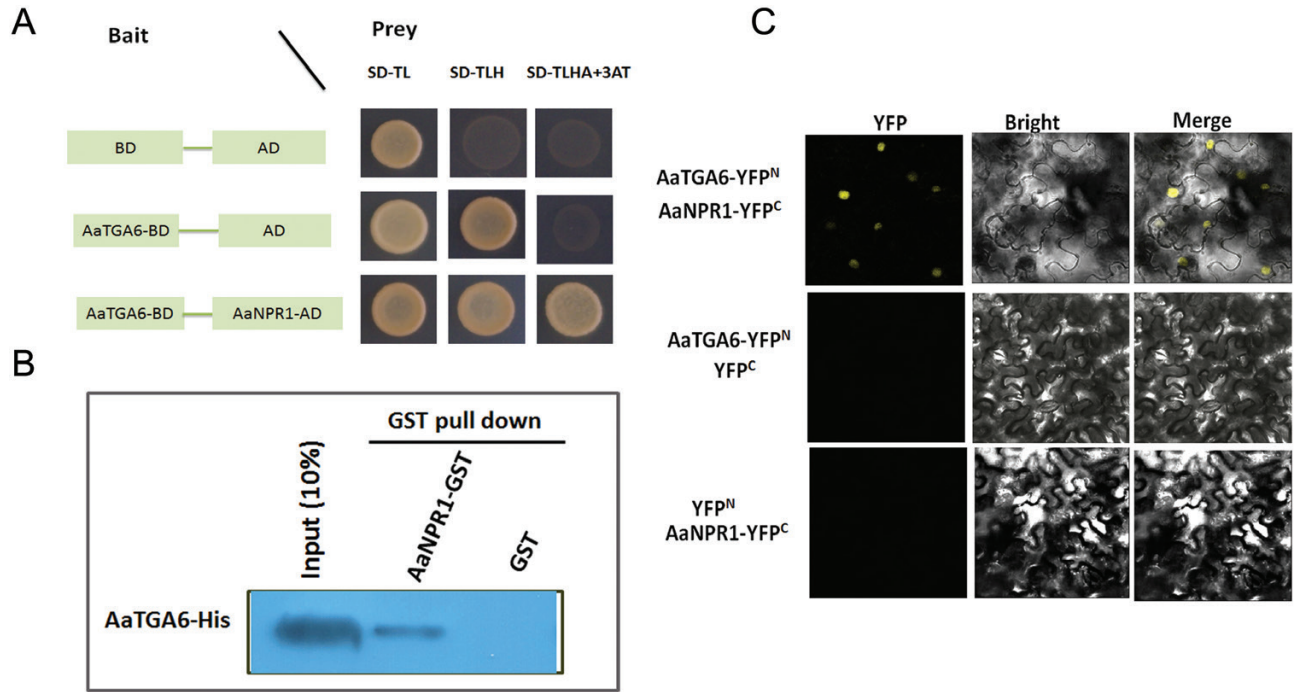 A
Bait
Prey
SD-TL SD-TLH SD-TLHA+3AT
BD AD
AaTGA6-BD AD
AaTGA6-BD AaNPR1-AD
B
GST pull down
Input (10%)
AaNPR1-GST
GST
AaTGA6-His
C
YFP Bright Merge
AaTGA6-YFPᴺ
AaNPR1-YFPᶜ
AaTGA6-YFPᴺ
YFPᶜ
YFPᴺ
AaNPR1-YFPᶜ